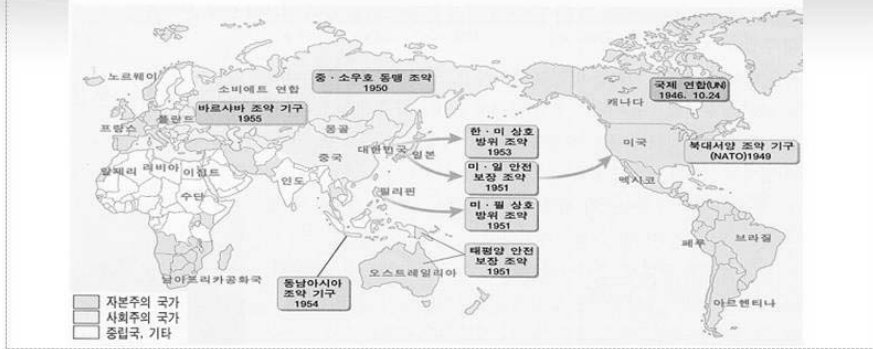 노르웨이
소비에트 연합
중·소우호 동맹 조약
1950
국제 연합(UN)
1946. 10.24
캐나다
바르샤바 조약 기구
1955
폴란드
프랑스
몽골
대한민국
일본
중국
한·미 상호
방위 조약
1953
미국
북대서양 조약 기구
(NATO)1949
알제리
리비아
이집트
인도
미·일 안전
보장 조약
1951
멕시코
수단
필리핀
미·필 상호
방위 조약
1951
페루
브라질
태평양 안전
보장 조약
1951
남아프리카공화국
동남아시아
조약 기구
1954
오스트레일리아
아르헨티나
자본주의 국가
사회주의 국가
중립국, 기타